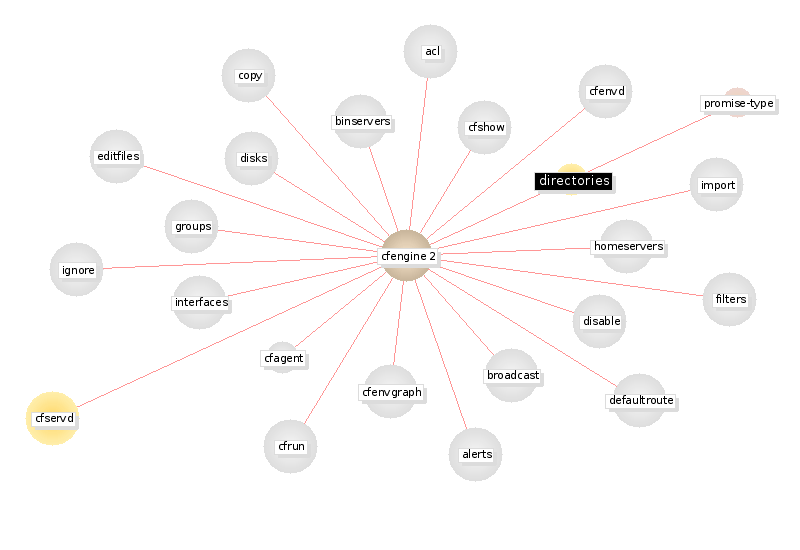 acl
copy
cfenvd
promise-type
binservers
cfshow
editfiles
disks
directories
import
groups
homeservers
cfengine 2
ignore
interfaces
filters
disable
cfagent
broadcast
cfenvgraph
defaultroute
cfservd
cfrun
alerts